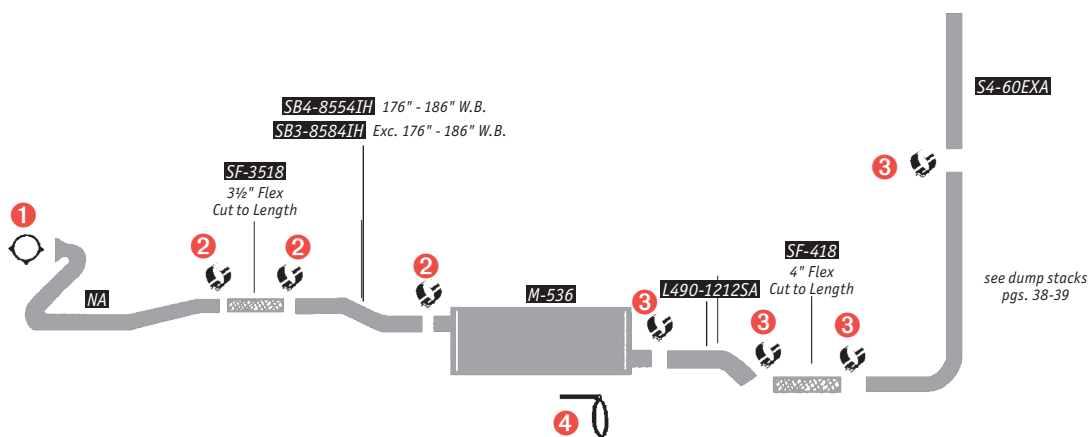 S4-60EXA
SB4-8554IH 176" - 186" W.B.
SB3-8584IH Exc. 176" - 186" W.B.
SF-3518
3½" Flex
Cut to Length
1
2
2
2
NA
M-536
3
L490-1212SA
SF-418
4" Flex
Cut to Length
3
3
3
see dump stacks
pgs. 38-39
4